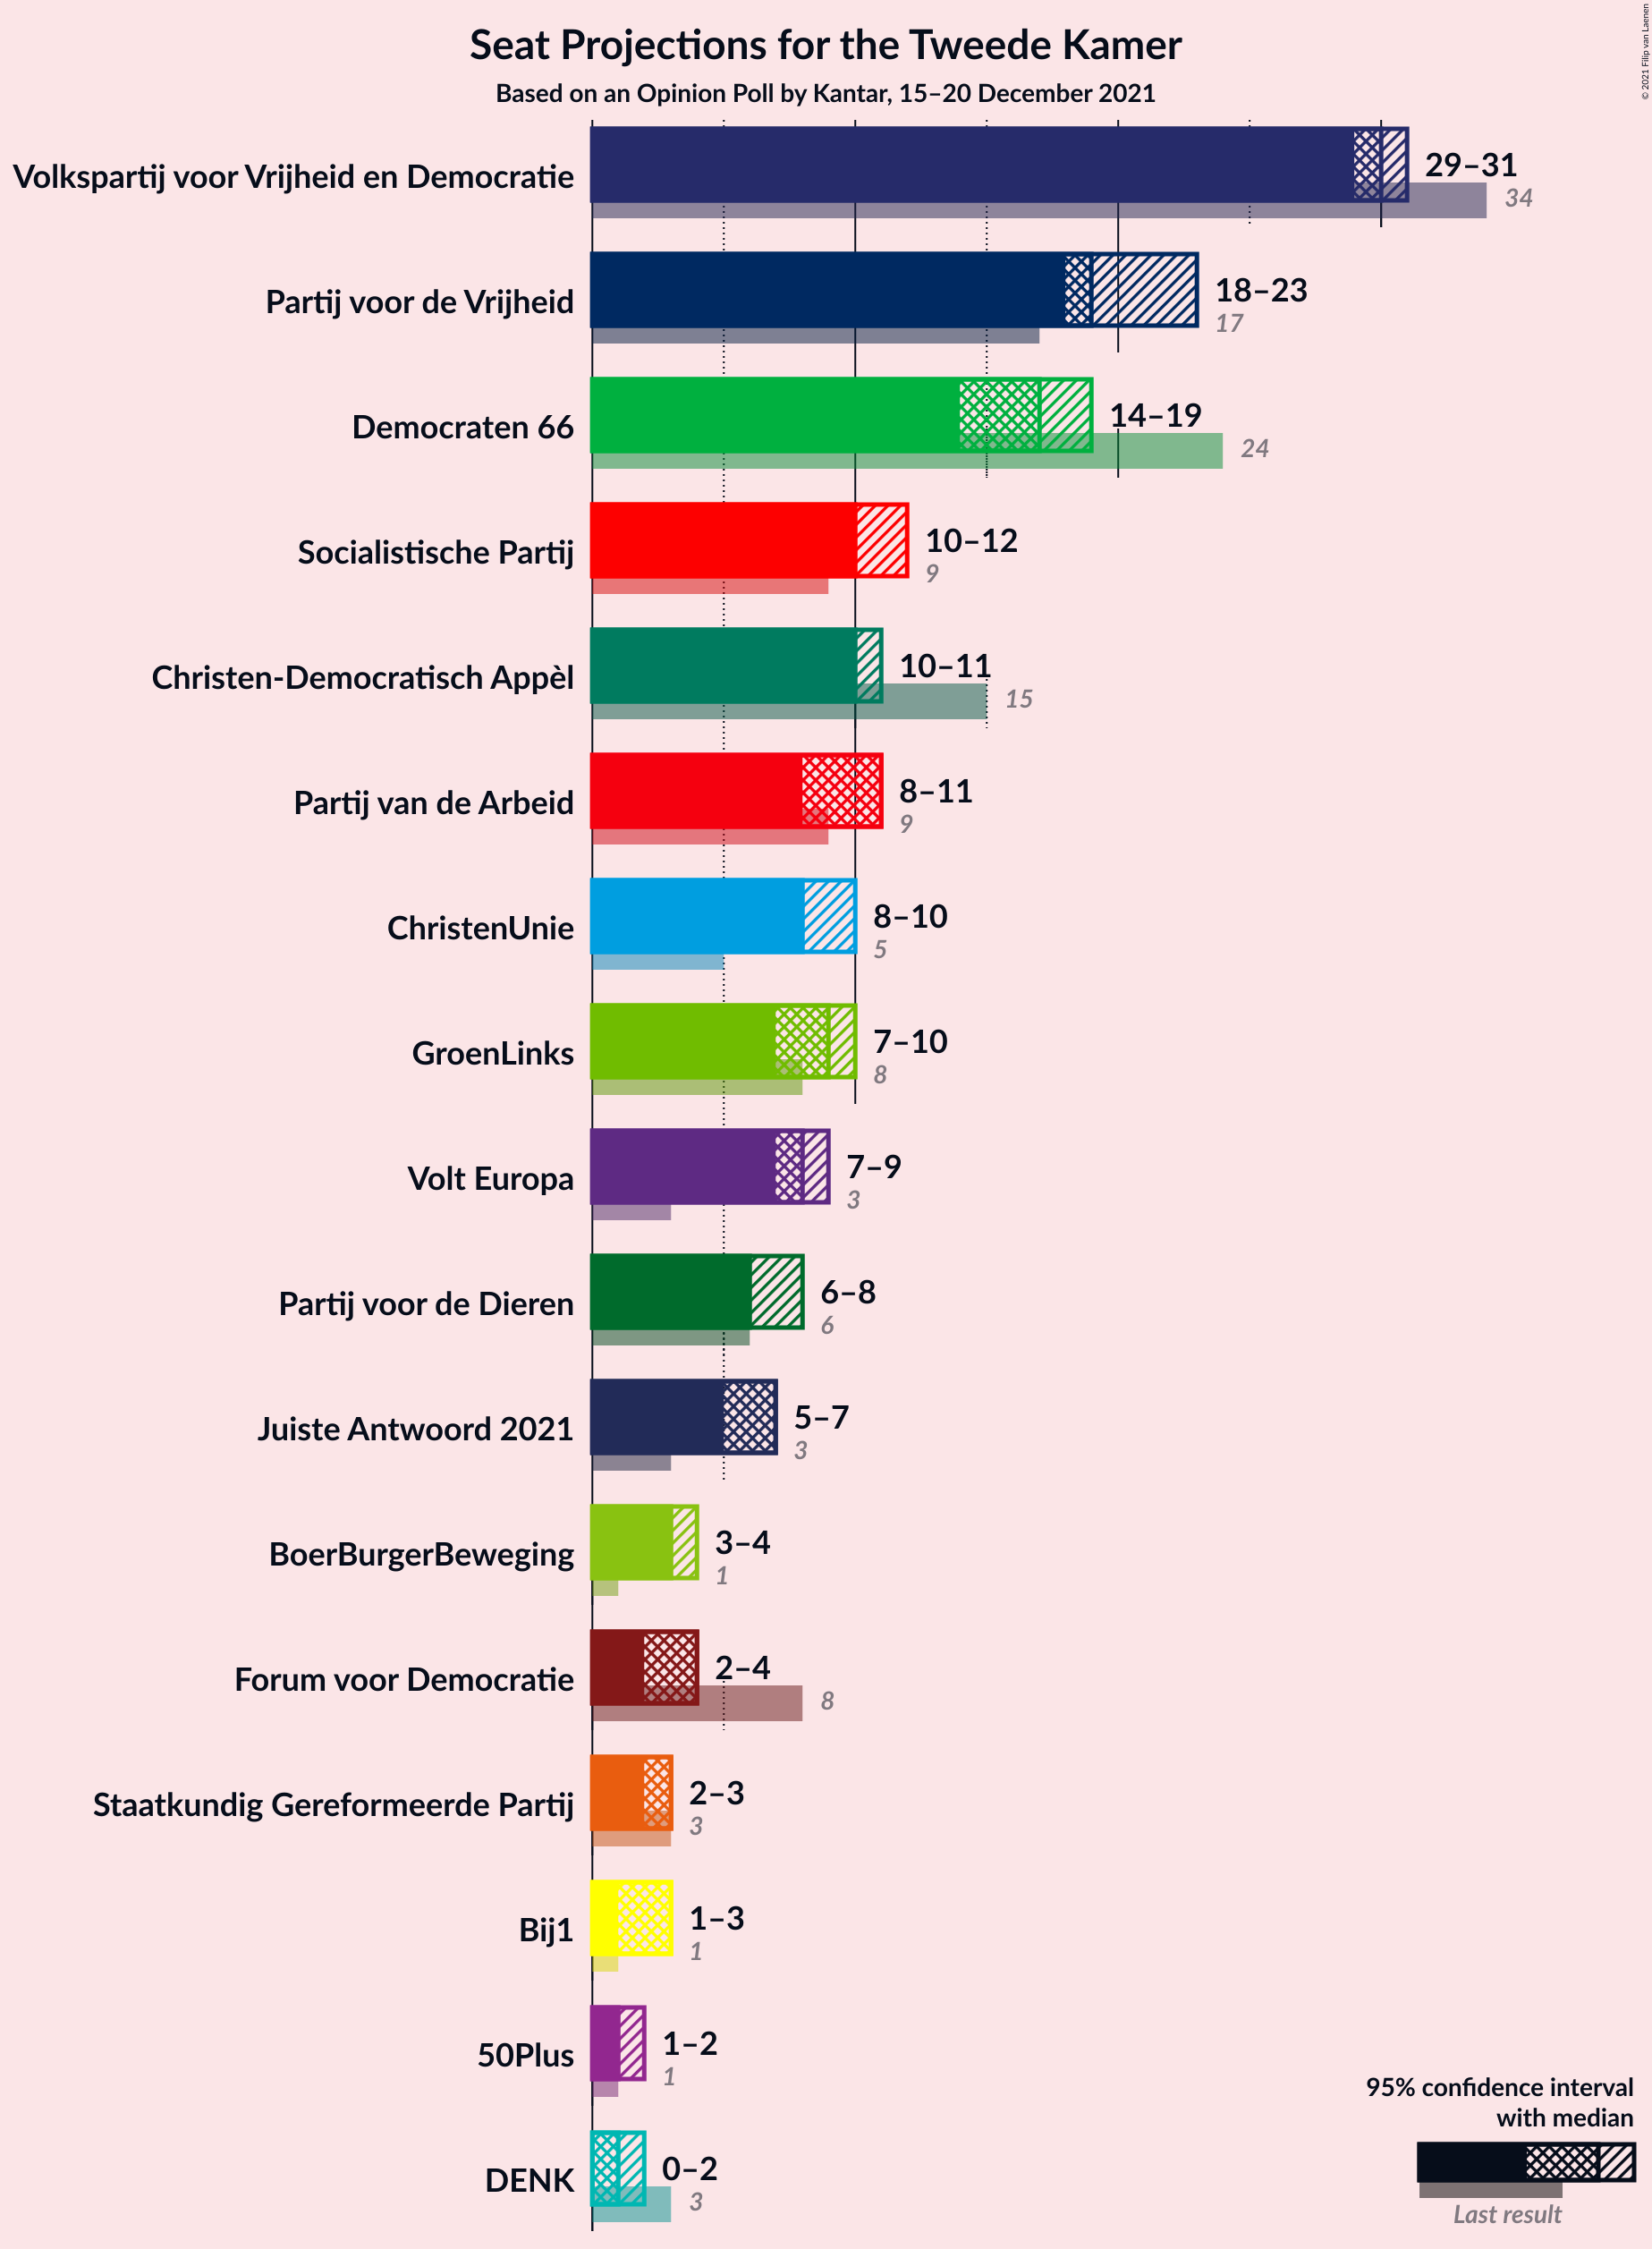 Seat Projections for the Tweede Kamer
Based on an Opinion Poll by Kantar, 15–20 December 2021
© 2021 Filip van Laenen
Volkspartij voor Vrijheid en Democratie
29–31
34
Partij voor de Vrijheid
18–23
17
Democraten 66
14–19
24
Socialistische Partij
10–12
9
Christen-Democratisch Appèl
10–11
15
Partij van de Arbeid
8–11
9
ChristenUnie
8–10
5
GroenLinks
7–10
8
Volt Europa
7–9
3
Partij voor de Dieren
6–8
6
Juiste Antwoord 2021
5–7
3
BoerBurgerBeweging
3–4
1
Forum voor Democratie
2–4
8
Staatkundig Gereformeerde Partij
2–3
3
Bij1
1–3
1
50Plus
1–2
1
DENK
0–2
3
95% confidence interval
with median
Last result